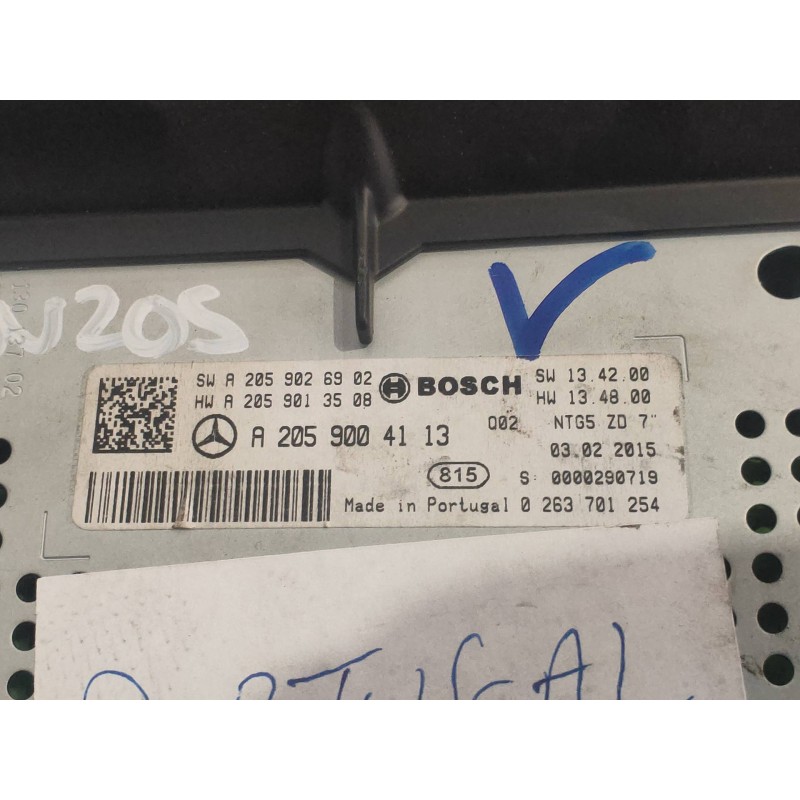 W205
SW A 205 902 69 02
HW A 205 901 35 08
BOSCH
SW 13.42.00
HW 13.48.00
A 205 900 41 13
Q02 NTG5 ZD 7"
03.02 2015
815
S: 0000290719
Made in Portugal 0 263 701 254
PORTUGAL